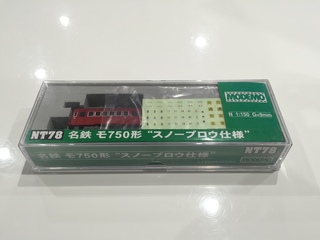 MODEMO
NT78 名鉄 モ750形 "スノープロウ仕様"
N 1:150 G=9mm
NT78
名鉄 モ750形 "スノープロウ仕様"